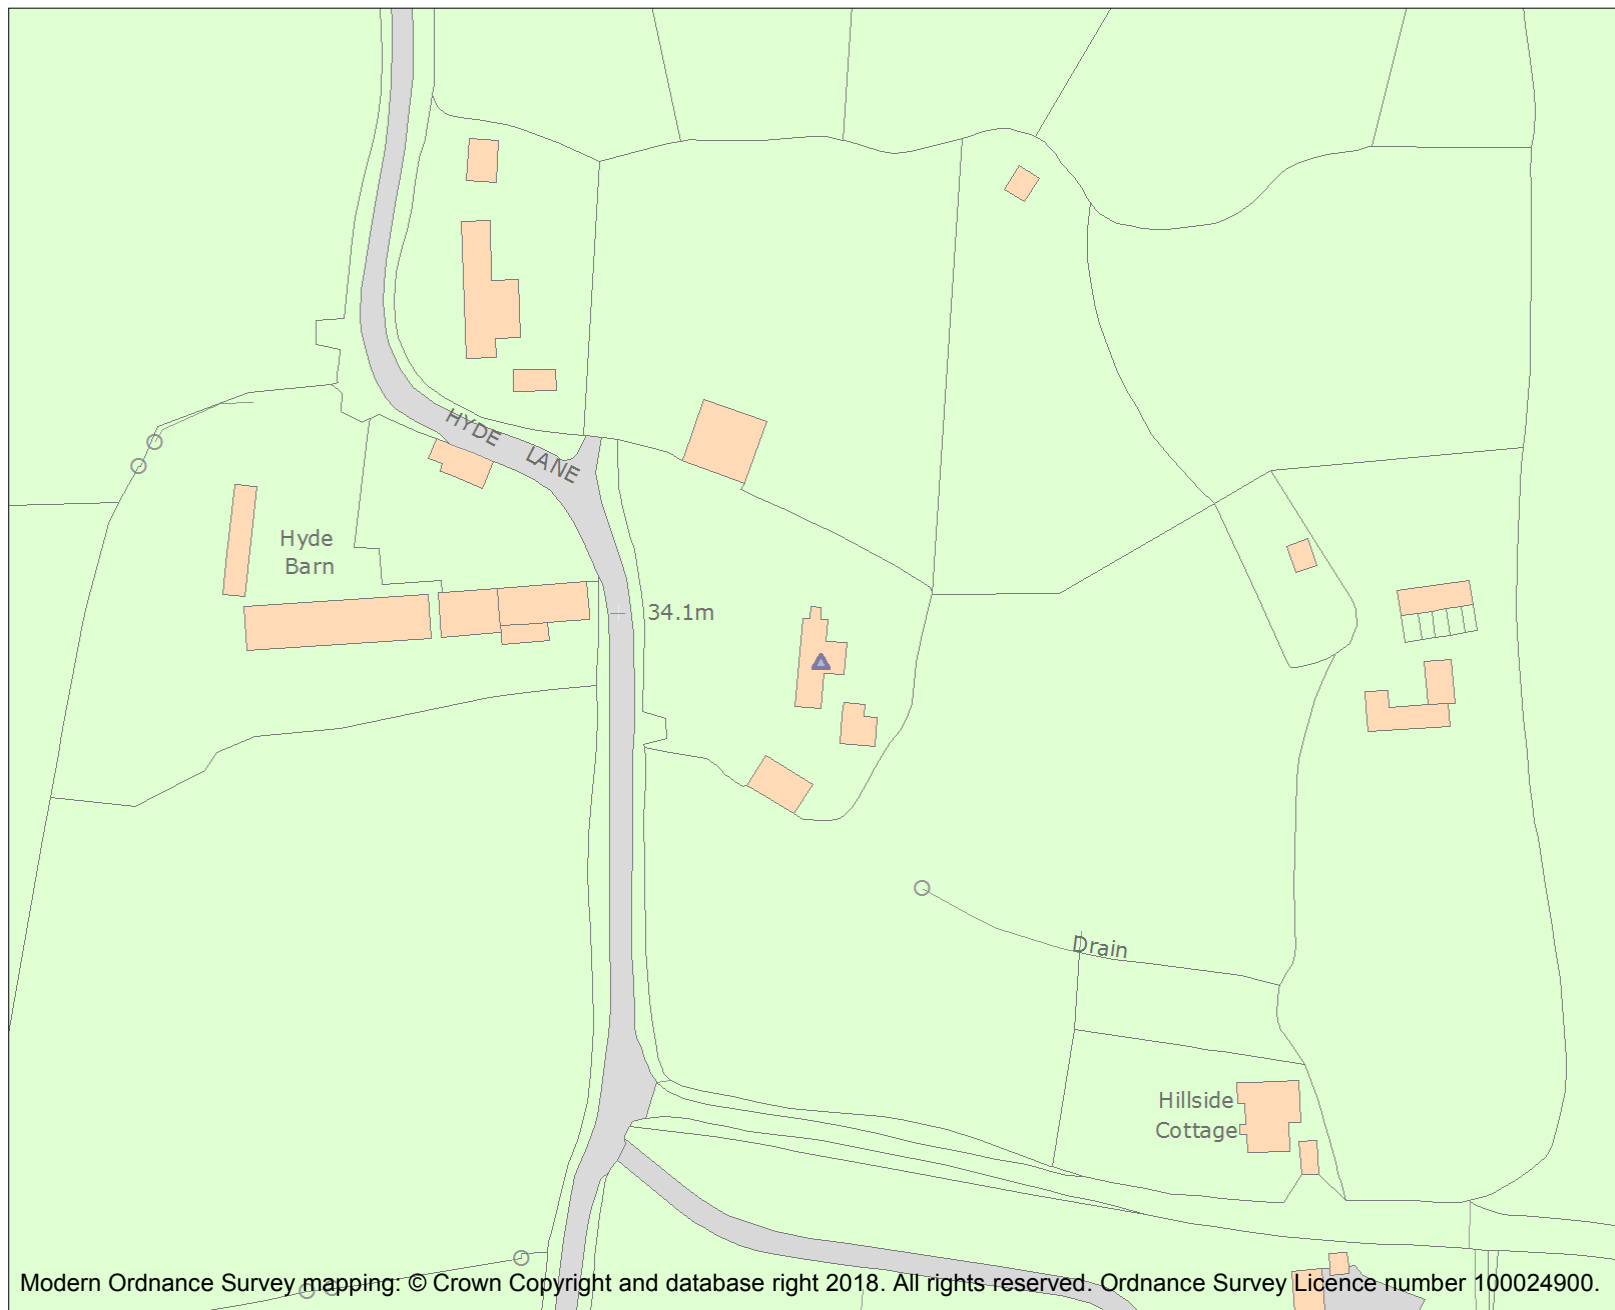 HYDE
LANE
Hyde
Barn
34.1m
Drain
Hillside
Cottage
Modern Ordnance Survey mapping: © Crown Copyright and database right 2018. All rights reserved. Ordnance Survey Licence number 100024900.